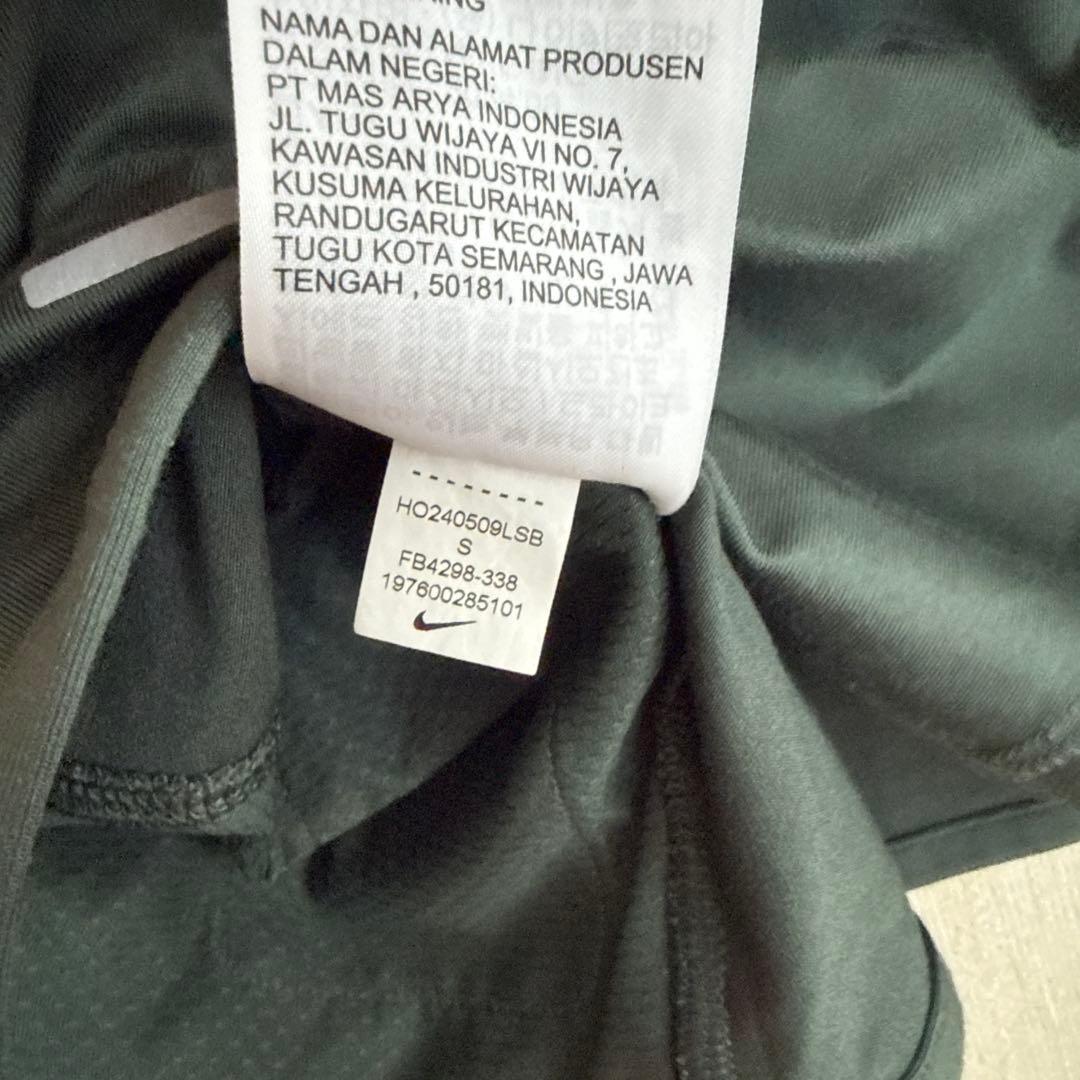 NAMA DAN ALAMAT PRODUSEN
DALAM NEGERI:
PT MAS ARYA INDONESIA
JL. TUGU WIJAYA VI NO. 7,
KAWASAN INDUSTRI WIJAYA
KUSUMA KELURAHAN,
RANDUGARUT KECAMATAN
TUGU KOTA SEMARANG , JAWA
TENGAH , 50181, INDONESIA
--------
HO240509LSB
S
FB4298-338
197600285101